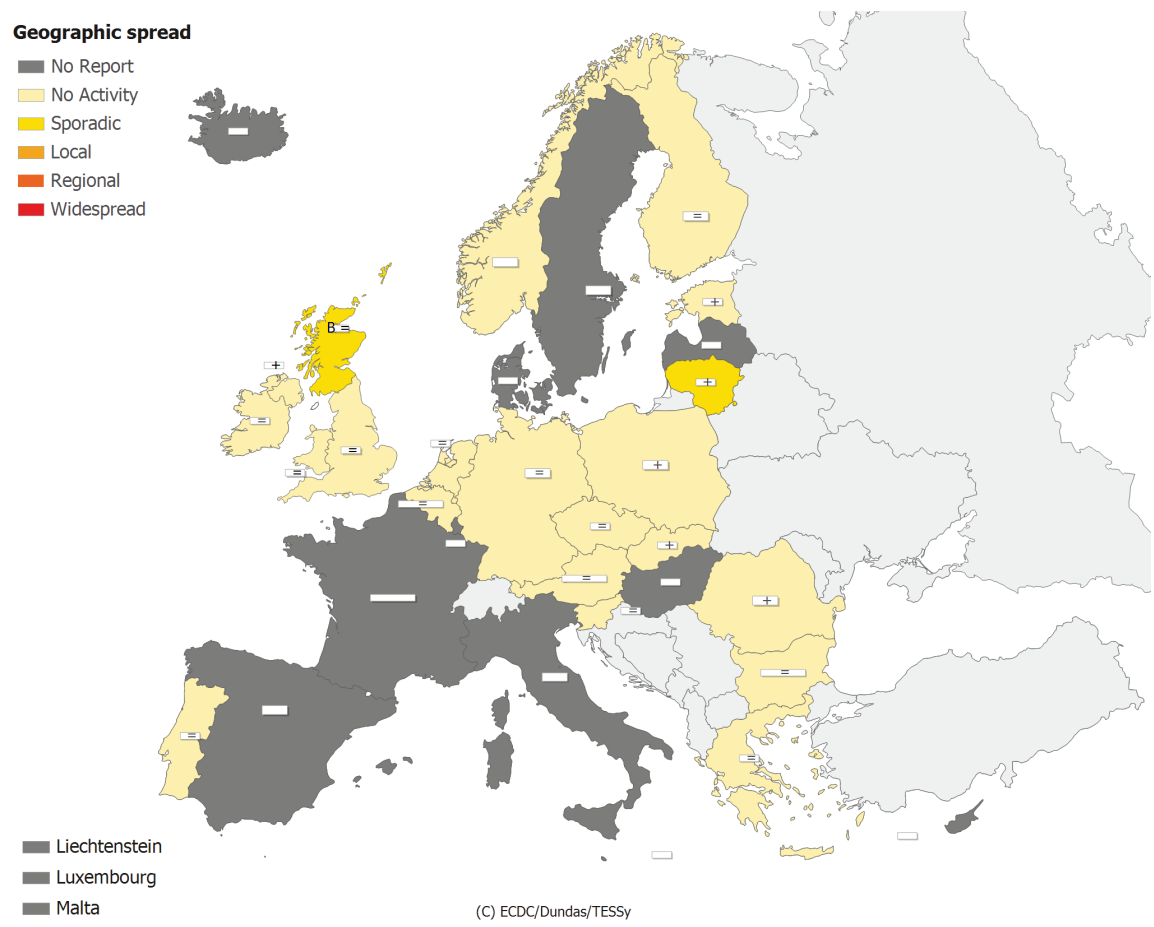 Geographic spread
No Report
No Activity
Sporadic
Local
Regional
Widespread
=
+
B =
+
+
=
=
=
=
=
+
=
=
+
=
=
+
=
=
=
Liechtenstein
Luxembourg
Malta
(C) ECDC/Dundas/TESSy